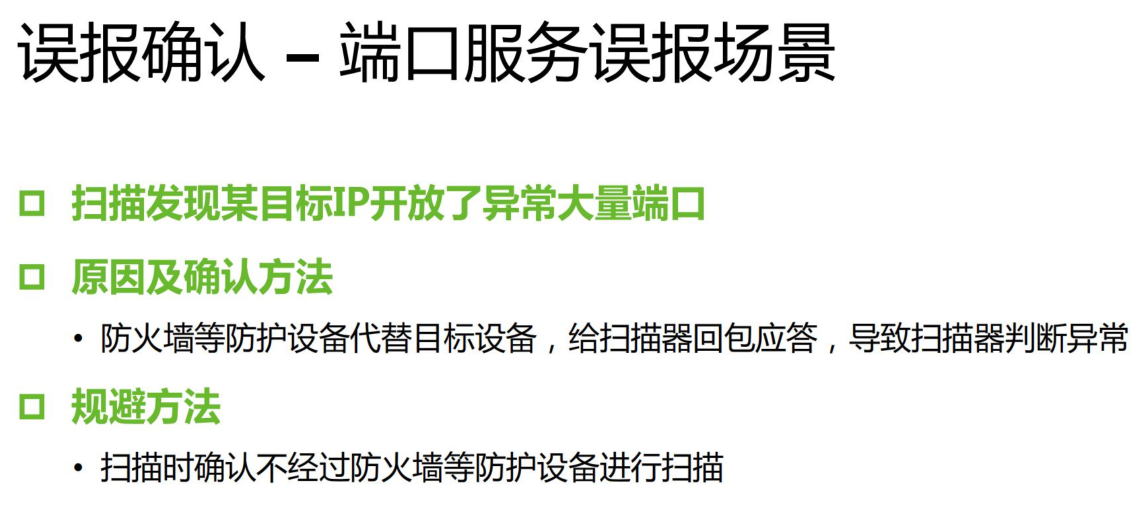 误报确认 – 端口服务误报场景
扫描发现某目标IP开放了异常大量端口
原因及确认方法
• 防火墙等防护设备代替目标设备，给扫描器回包应答，导致扫描器判断异常
规避方法
• 扫描时确认不经过防火墙等防护设备进行扫描